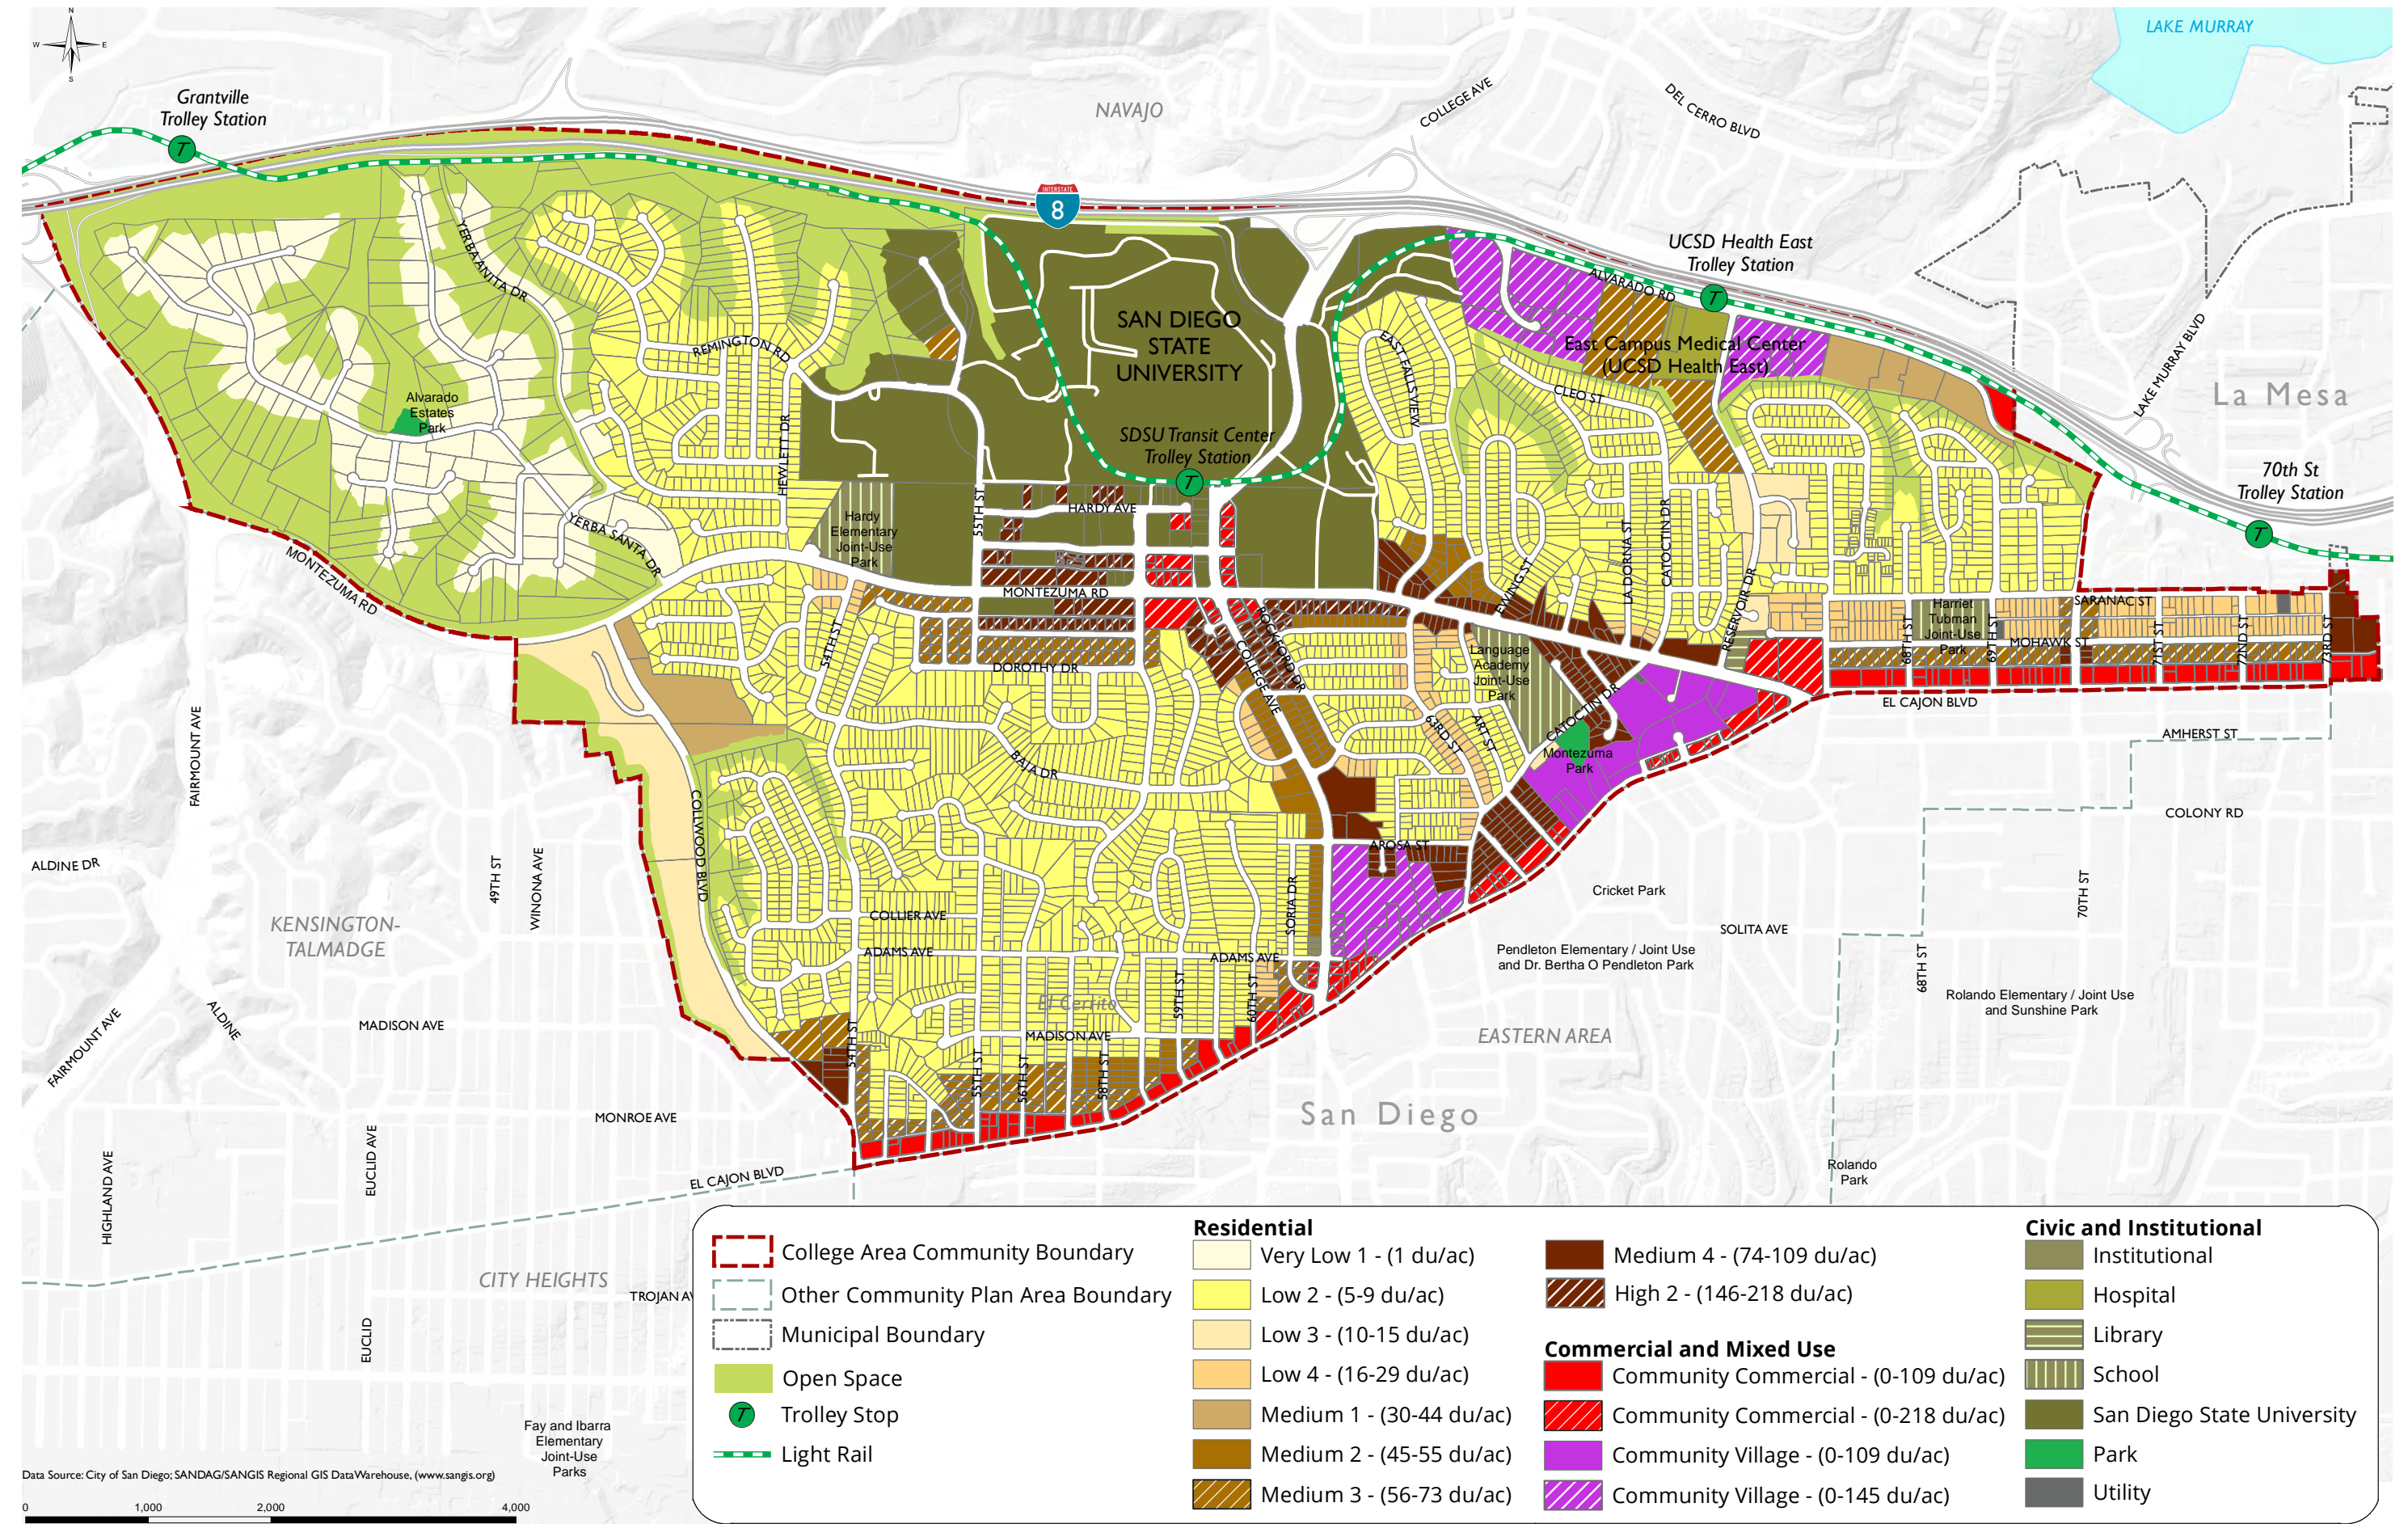 N
W
E
S
LAKE MURRAY
Grantville
Trolley Station
NAVAJO
COLLEGE AVE
DEL CERRO BLVD
INTERSTATE
8
UCSD Health East
Trolley Station
ALVARADO RD
T
T
YERBA ANITA DR
SAN DIEGO
STATE
UNIVERSITY
REMINGTON RD
EAST FALLS VIEW
East Campus Medical Center
(UCSD Health East)
LAKE MURRAY BLVD
La Mesa
CLEO ST
Alvarado
Estates
Park
HEWLETT DR
SDSU Transit Center
Trolley Station
T
70th St
Trolley Station
T
55TH ST
HARDY AVE
Hardy
Elementary
Joint-Use
Park
YERBA SANTA DR
MONTEZUMA RD
MONTEZUMA RD
LA DORNA ST
CATOCTIN DR
EWING ST
RESERVOIR DR
SARANAC ST
Harriet
Tubman
Joint-Use
Park
68TH ST
69TH ST
MOHAWK ST
71ST ST
72ND ST
73RD ST
54TH ST
DOROTHY DR
ROCKFORD DR
COLLEGE AVE
Language
Academy
Joint-Use
Park
CATOCTIN DR
63RD ST
ART ST
EL CAJON BLVD
Montezuma
Park
AMHERST ST
BAJA DR
FAIRMOUNT AVE
COLLWOOD BLVD
COLONY RD
AROSA ST
ALDINE DR
49TH ST
WINONA AVE
Cricket Park
70TH ST
SORIA DR
COLLIER AVE
KENSINGTON-
TALMADGE
SOLITA AVE
ADAMS AVE
ADAMS AVE
Pendleton Elementary / Joint Use
and Dr. Bertha O Pendleton Park
68TH ST
59TH ST
60TH ST
El Cerrito
Rolando Elementary / Joint Use
and Sunshine Park
FAIRMOUNT AVE
ALDINE
MADISON AVE
54TH ST
MADISON AVE
EASTERN AREA
55TH ST
56TH ST
58TH ST
San Diego
MONROE AVE
HIGHLAND AVE
EUCLID AVE
EL CAJON BLVD
Rolando
Park
CITY HEIGHTS
TROJAN AV
EUCLID
Fay and Ibarra
Elementary
Joint-Use
Parks
Data Source: City of San Diego; SANDAG/SANGIS Regional GIS Data Warehouse, (www.sangis.org)
0 1,000 2,000 4,000
College Area Community Boundary
Other Community Plan Area Boundary
Municipal Boundary
Open Space
T Trolley Stop
Light Rail
Residential
Very Low 1 - (1 du/ac)
Low 2 - (5-9 du/ac)
Low 3 - (10-15 du/ac)
Low 4 - (16-29 du/ac)
Medium 1 - (30-44 du/ac)
Medium 2 - (45-55 du/ac)
Medium 3 - (56-73 du/ac)
Medium 4 - (74-109 du/ac)
High 2 - (146-218 du/ac)
Commercial and Mixed Use
Community Commercial - (0-109 du/ac)
Community Commercial - (0-218 du/ac)
Community Village - (0-109 du/ac)
Community Village - (0-145 du/ac)
Civic and Institutional
Institutional
Hospital
Library
School
San Diego State University
Park
Utility